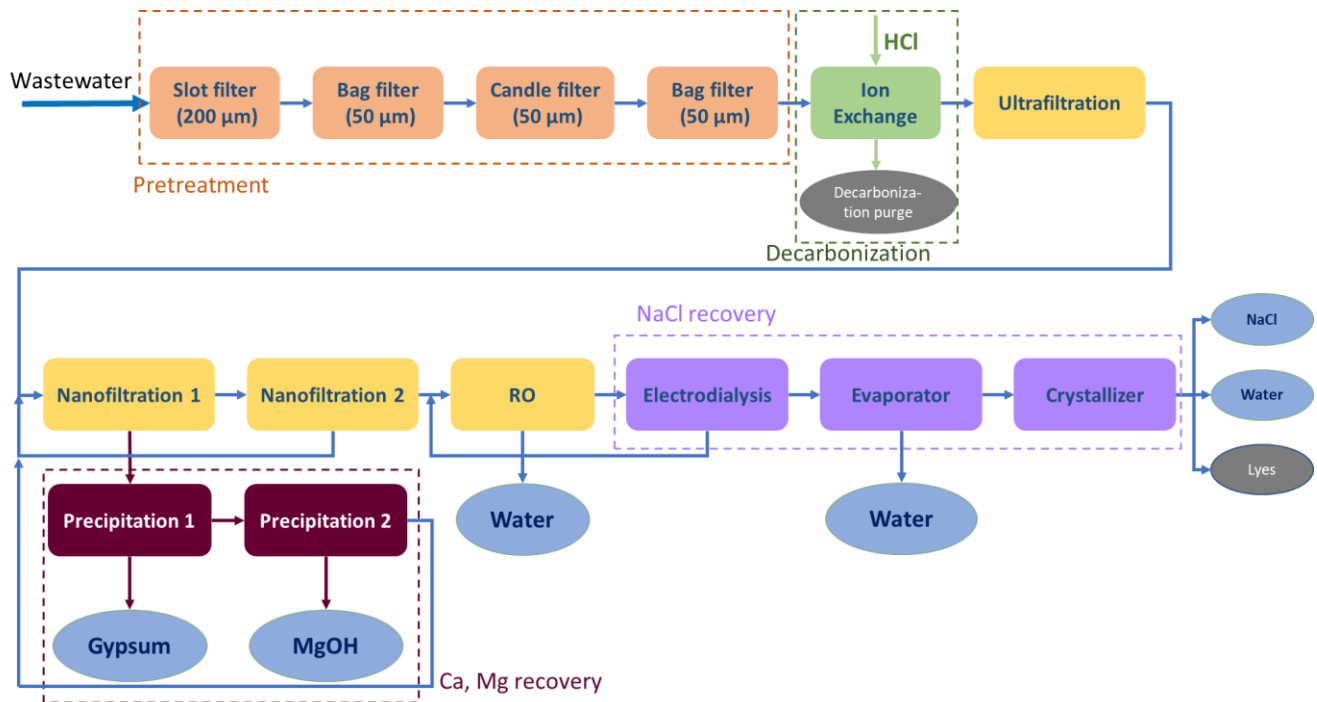 Wastewater
Slot filter
(200 µm)
Bag filter
(50 µm)
Candle filter
(50 µm)
Bag filter
(50 µm)
HCl
Ion
Exchange
Ultrafiltration
Pretreatment
Decarboniza-
tion purge
Decarbonization
NaCl recovery
Nanofiltration 1
Nanofiltration 2
RO
Electrodialysis
Evaporator
Crystallizer
NaCl
Water
Lyes
Precipitation 1
Precipitation 2
Water
Water
Gypsum
MgOH
Ca, Mg recovery